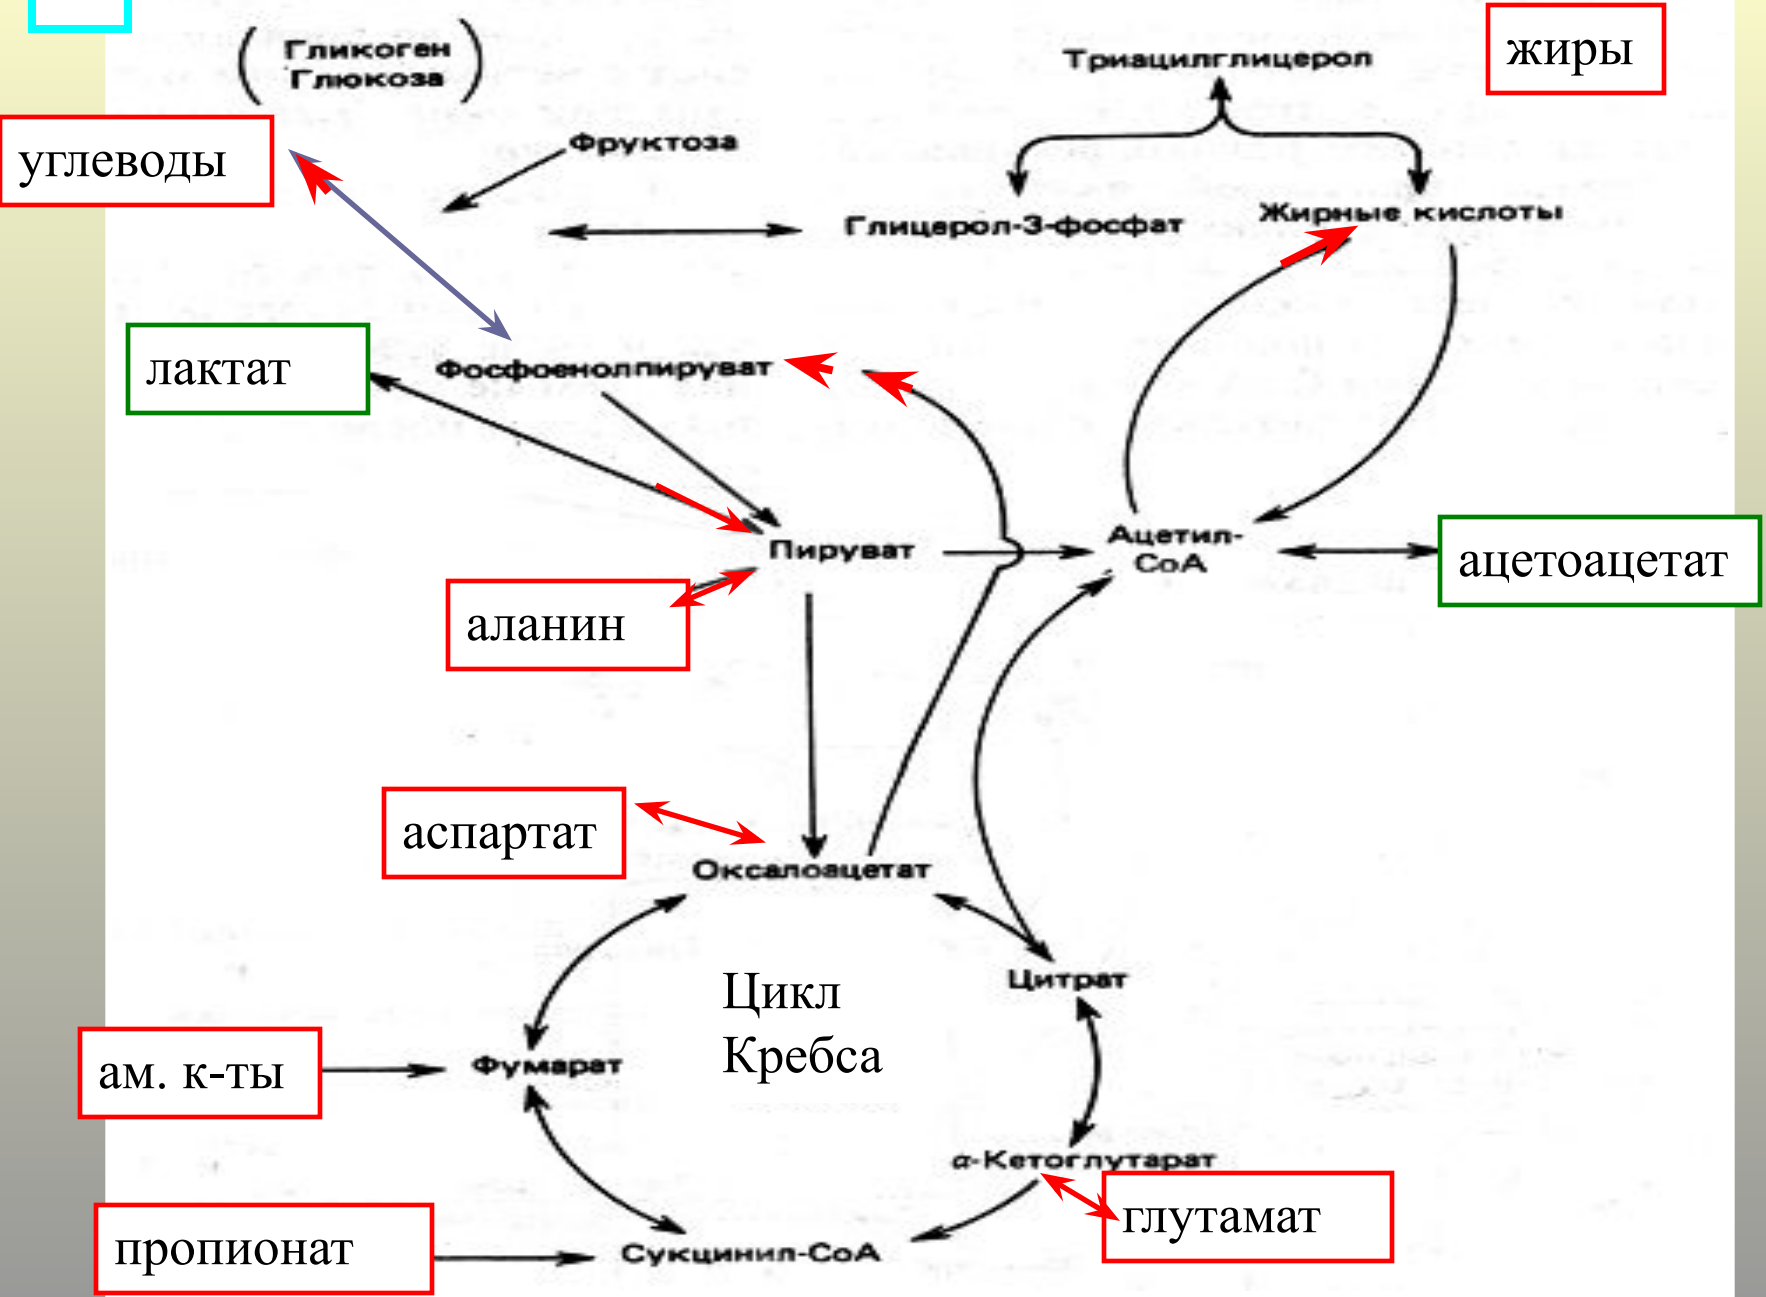 Гликоген
Глюкоза
Триацилглицерол
жиры
углеводы
Фруктоза
Глицерол-3-фосфат
Жирные кислоты
лактат
Фосфоенолпируват
Пируват
Ацетил-
СоА
ацетоацетат
аланин
аспартат
Оксалоацетат
Цикл
Кребса
Цитрат
ам. к-ты
Фумарат
α-Кетоглутарат
глутамат
пропионат
Сукцинил-СоА